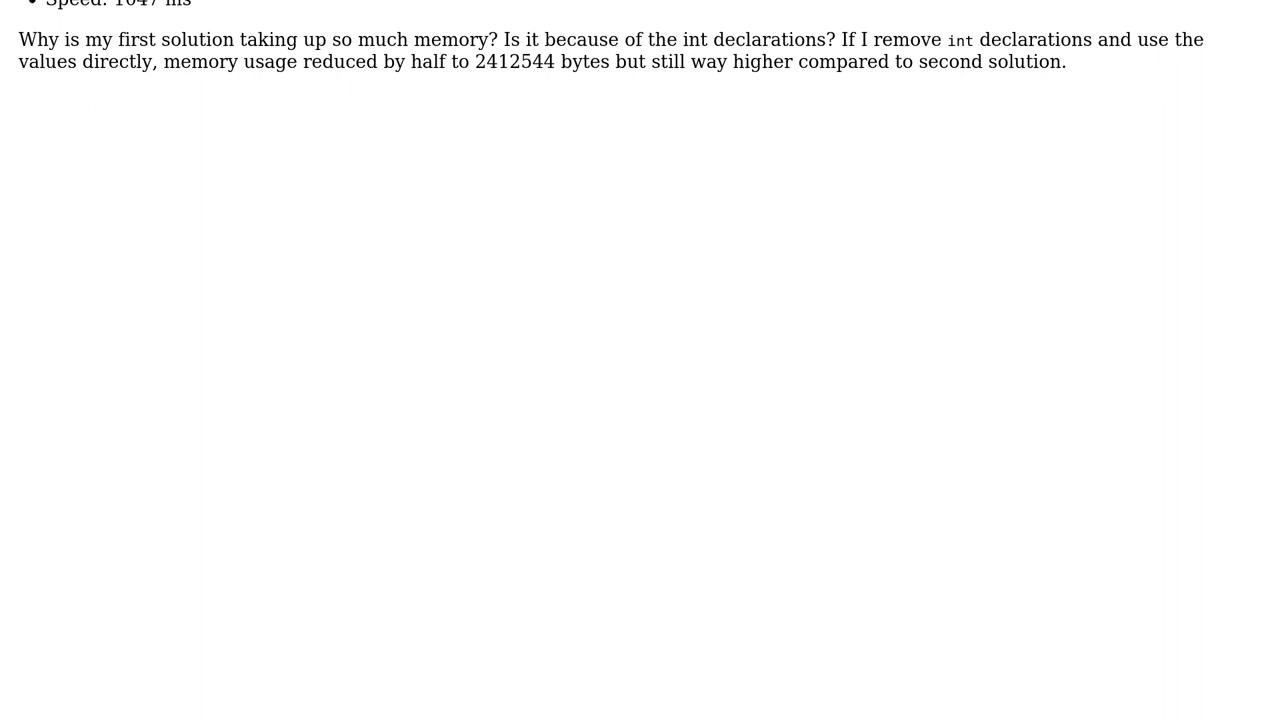 Why is my first solution taking up so much memory? Is it because of the int declarations? If I remove int declarations and use the
values directly, memory usage reduced by half to 2412544 bytes but still way higher compared to second solution.